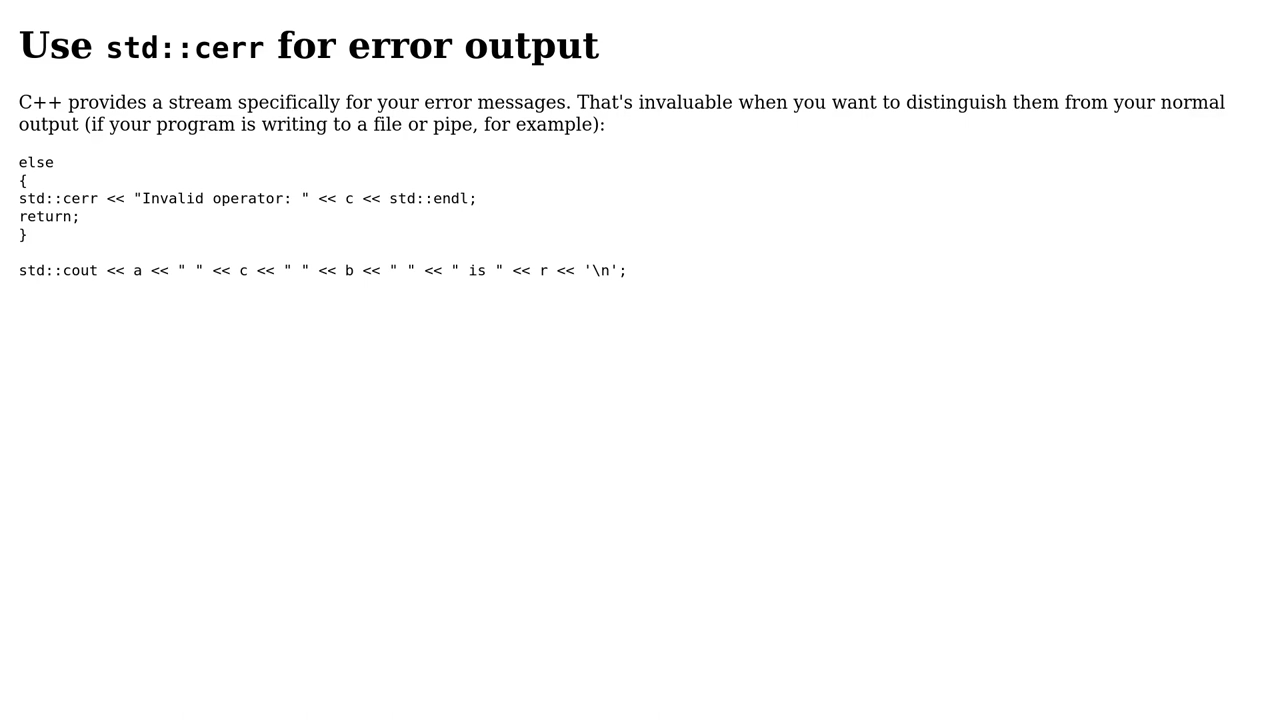 Use std::cerr for error output
C++ provides a stream specifically for your error messages. That's invaluable when you want to distinguish them from your normal
output (if your program is writing to a file or pipe, for example):
else
{
std::cerr << "Invalid operator: " << c << std::endl;
return;
}
std::cout << a << " " << c << " " << b << " " << " is " << r << '\n';